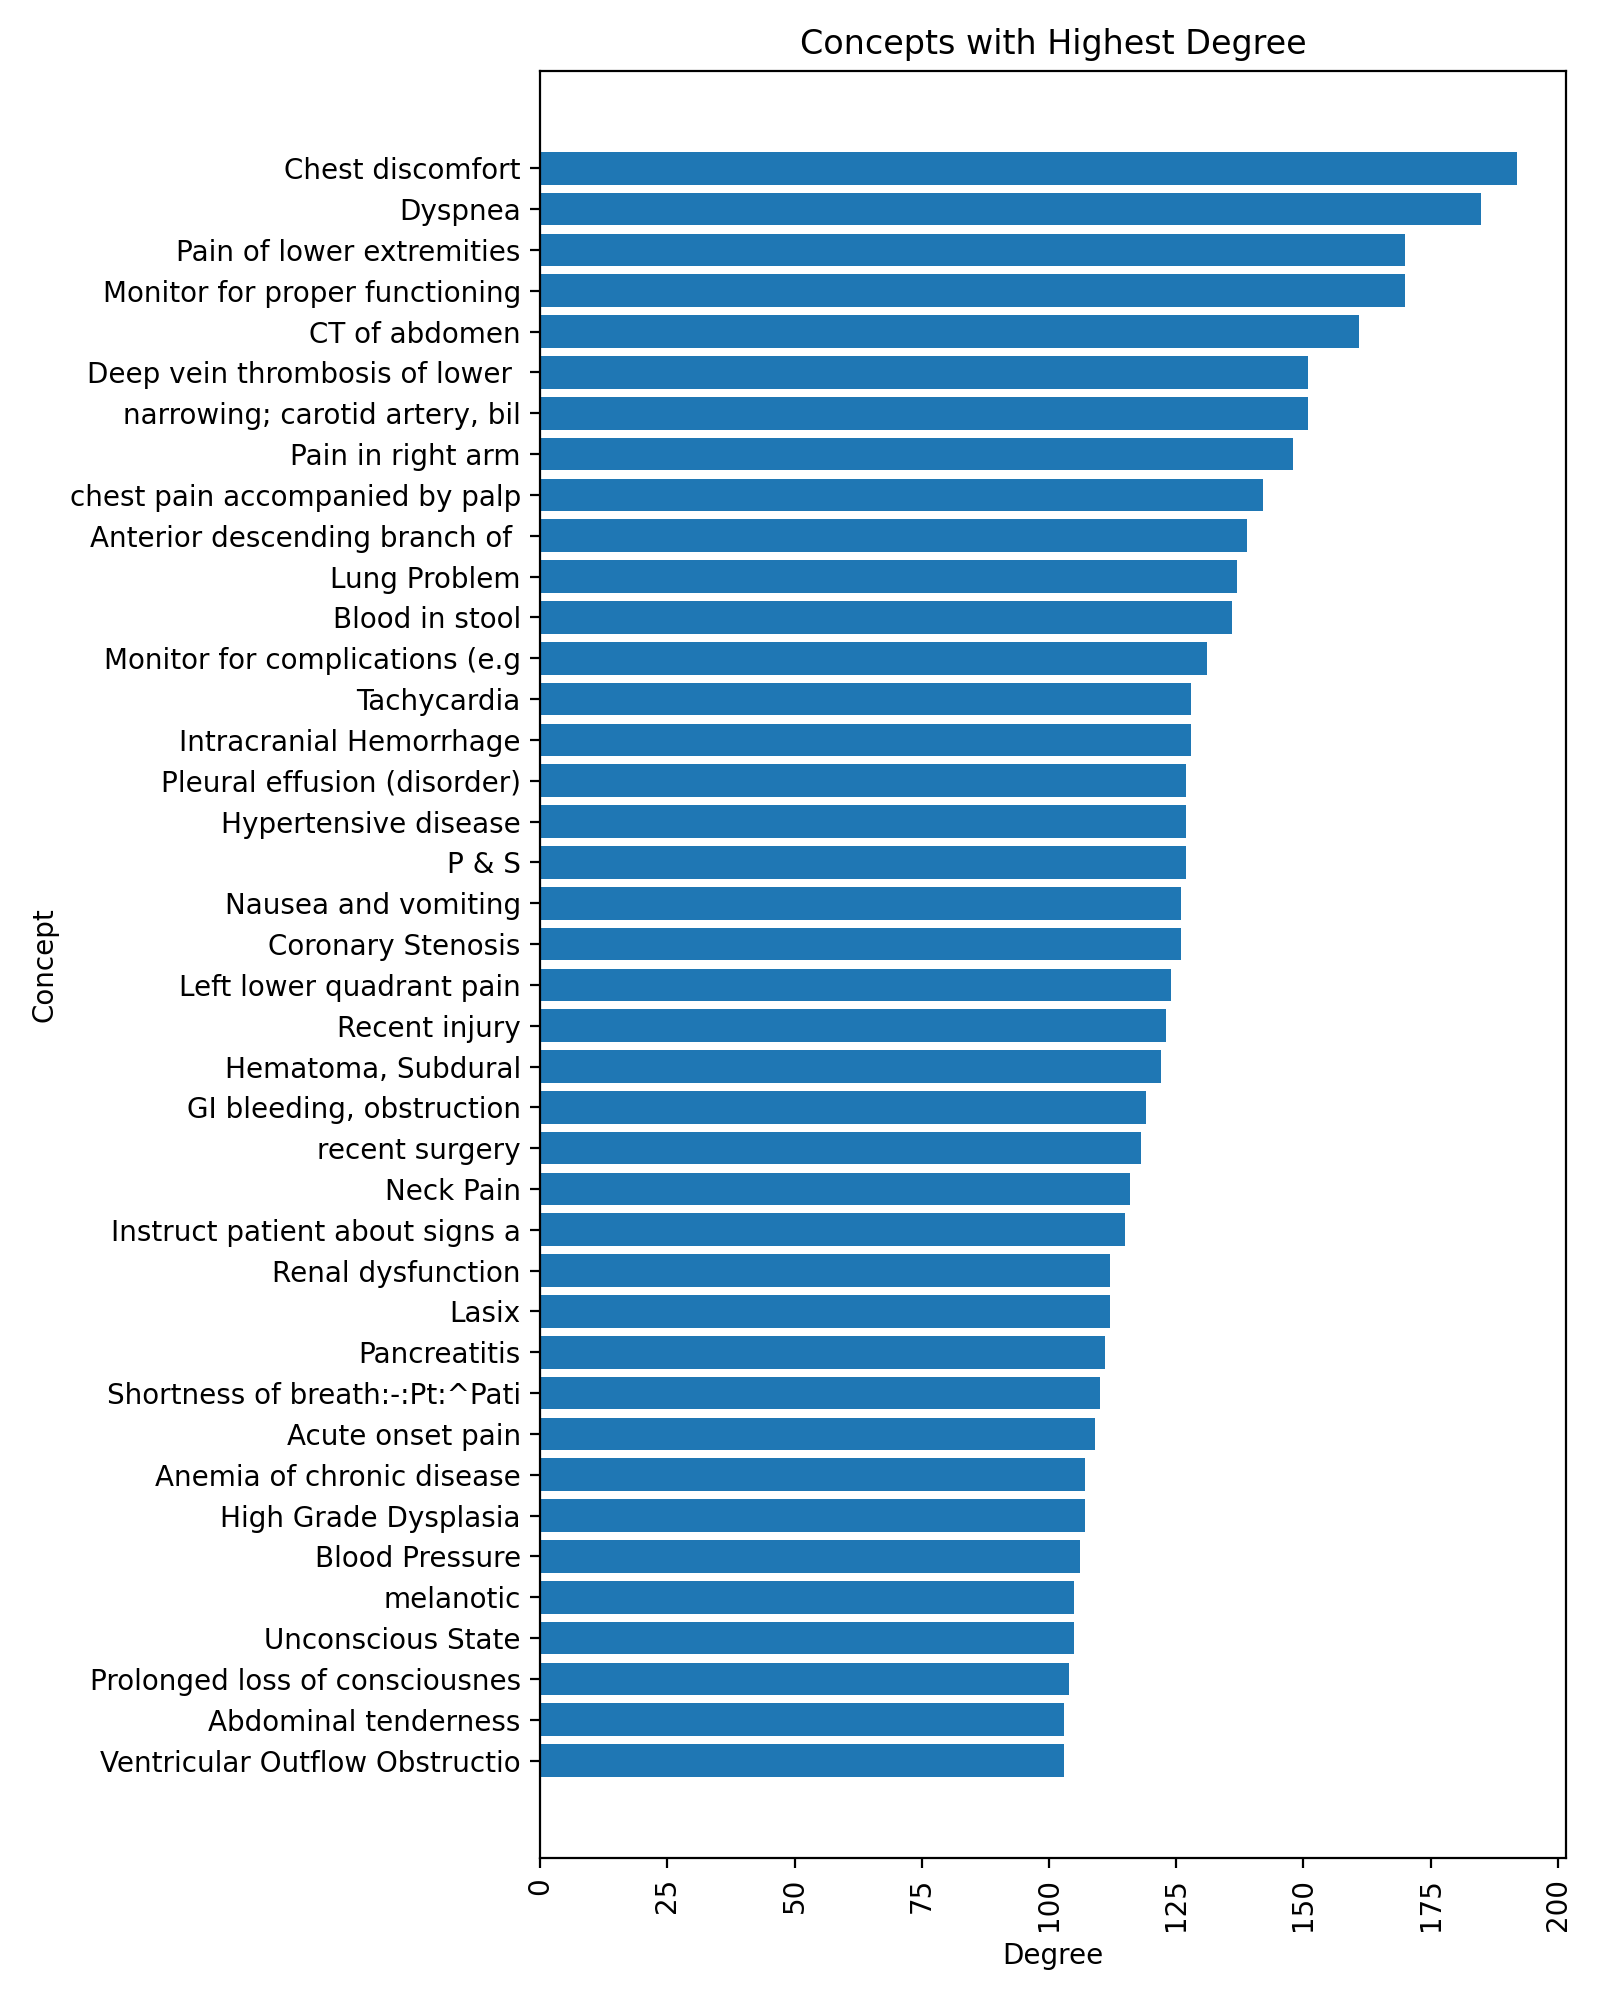 Concepts with Highest Degree
Chest discomfort
Dyspnea
Pain of lower extremities
Monitor for proper functioning
CT of abdomen
Deep vein thrombosis of lower
narrowing; carotid artery, bil
Pain in right arm
chest pain accompanied by palp
Anterior descending branch of
Lung Problem
Blood in stool
Monitor for complications (e.g
Tachycardia
Intracranial Hemorrhage
Pleural effusion (disorder)
Hypertensive disease
P & S
Nausea and vomiting
Coronary Stenosis
Left lower quadrant pain
Recent injury
Hematoma, Subdural
GI bleeding, obstruction
recent surgery
Neck Pain
Instruct patient about signs a
Renal dysfunction
Lasix
Pancreatitis
Shortness of breath:-:Pt:^Pati
Acute onset pain
Anemia of chronic disease
High Grade Dysplasia
Blood Pressure
melanotic
Unconscious State
Prolonged loss of consciousnes
Abdominal tenderness
Ventricular Outflow Obstructio
Concept
0 25 50 75 100 125 150 175 200
Degree